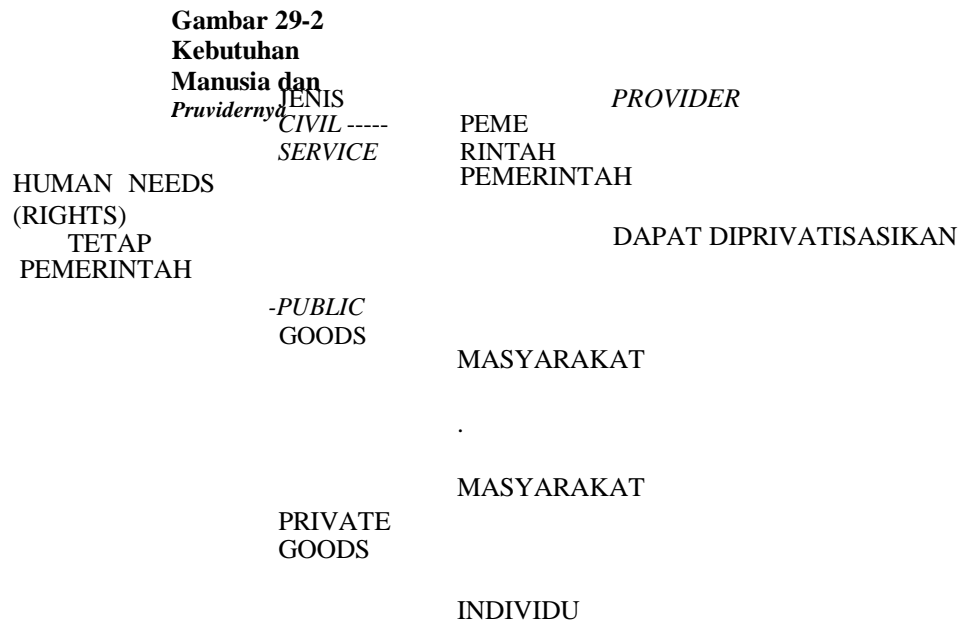 Gambar 29-2
Kebutuhan
Manusia dan
Pruvidernya
JENIS
PROVIDER
CIVIL -----
SERVICE
PEME
RINTAH
PEMERINTAH
HUMAN NEEDS
(RIGHTS)
TETAP
PEMERINTAH
DAPAT DIPRIVATISASIKAN
-PUBLIC
GOODS
MASYARAKAT
.
MASYARAKAT
PRIVATE
GOODS
INDIVIDU